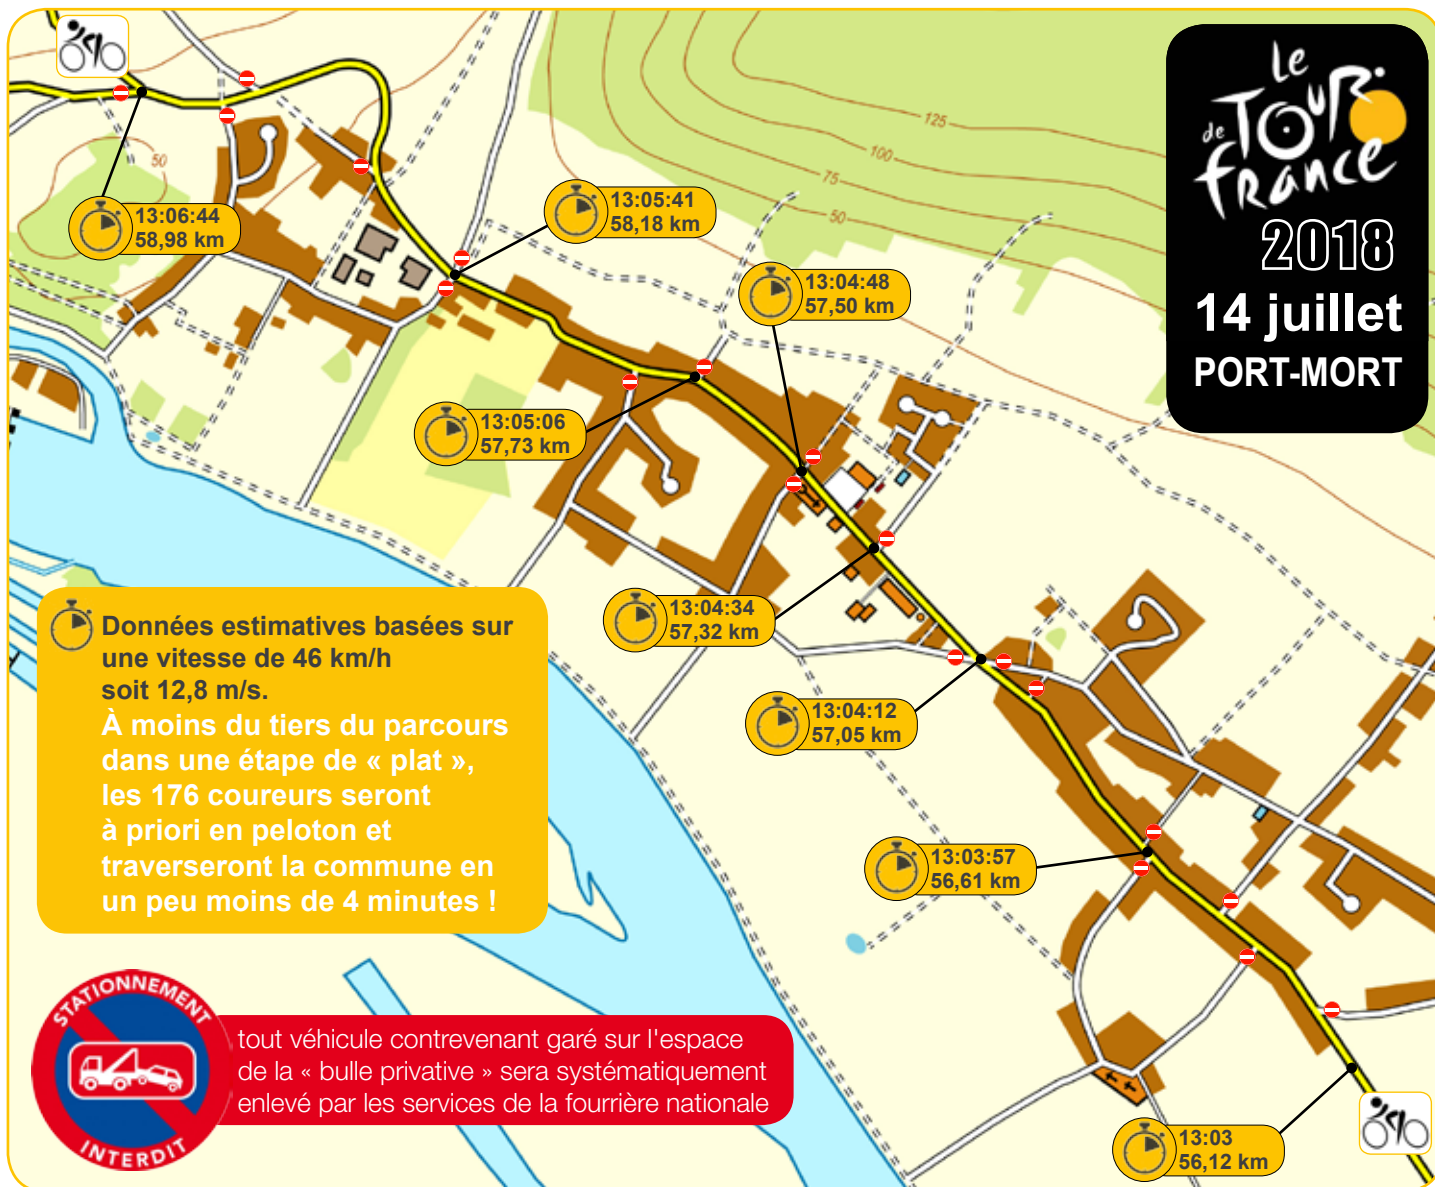 Le
de TOUR
FRANCE
2018
14 juillet
PORT-MORT
125
100
75
50
50
13:06:44
58,98 km
13:05:41
58,18 km
13:04:48
57,50 km
13:05:06
57,73 km
13:04:34
57,32 km
13:04:12
57,05 km
13:03:57
56,61 km
13:03
56,12 km
Données estimatives basées sur
une vitesse de 46 km/h
soit 12,8 m/s.
À moins du tiers du parcours
dans une étape de « plat »,
les 176 coureurs seront
à priori en peloton et
traverseront la commune en
un peu moins de 4 minutes !
STATIONNEMENT
INTERDIT
tout véhicule contrevenant garé sur l'espace
de la « bulle privative » sera systématiquement
enlevé par les services de la fourrière nationale